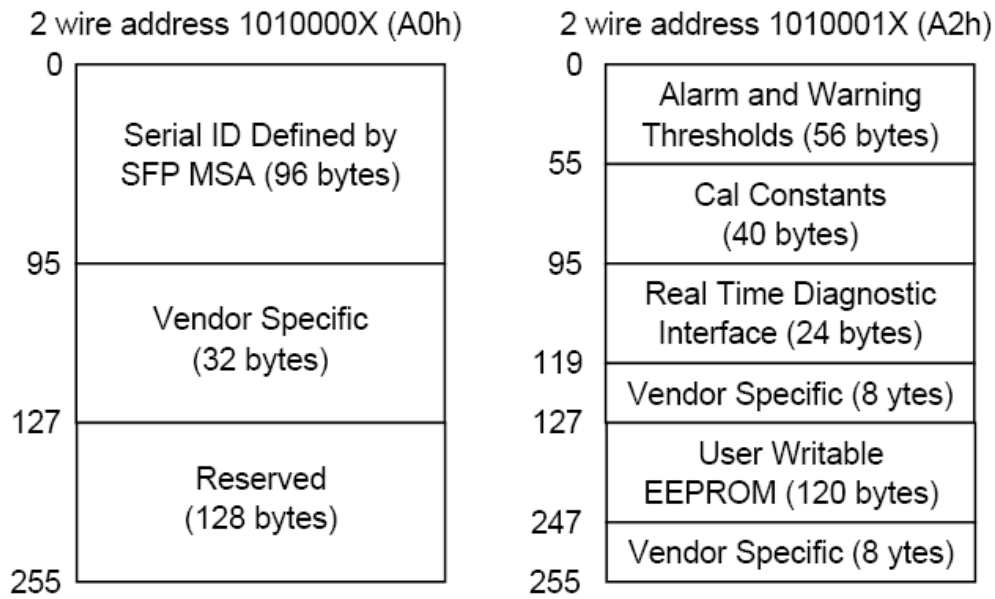 2 wire address 1010000X (A0h)
0
Serial ID Defined by
SFP MSA (96 bytes)
95
Vendor Specific
(32 bytes)
127
Reserved
(128 bytes)
255
2 wire address 1010001X (A2h)
0
Alarm and Warning
Thresholds (56 bytes)
55
Cal Constants
(40 bytes)
95
Real Time Diagnostic
Interface (24 bytes)
119
Vendor Specific (8 ytes)
127
User Writable
EEPROM (120 bytes)
247
Vendor Specific (8 ytes)
255